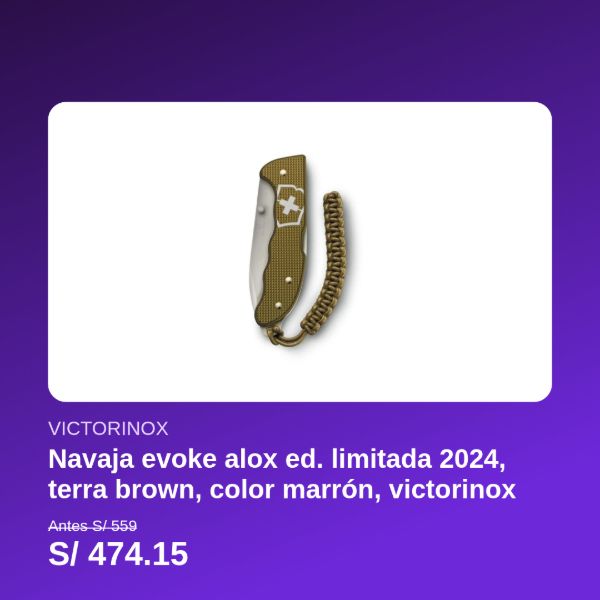 VICTORINOX
Navaja evoke alox ed. limitada 2024,
terra brown, color marrón, victorinox
Antes S/ 559
S/ 474.15